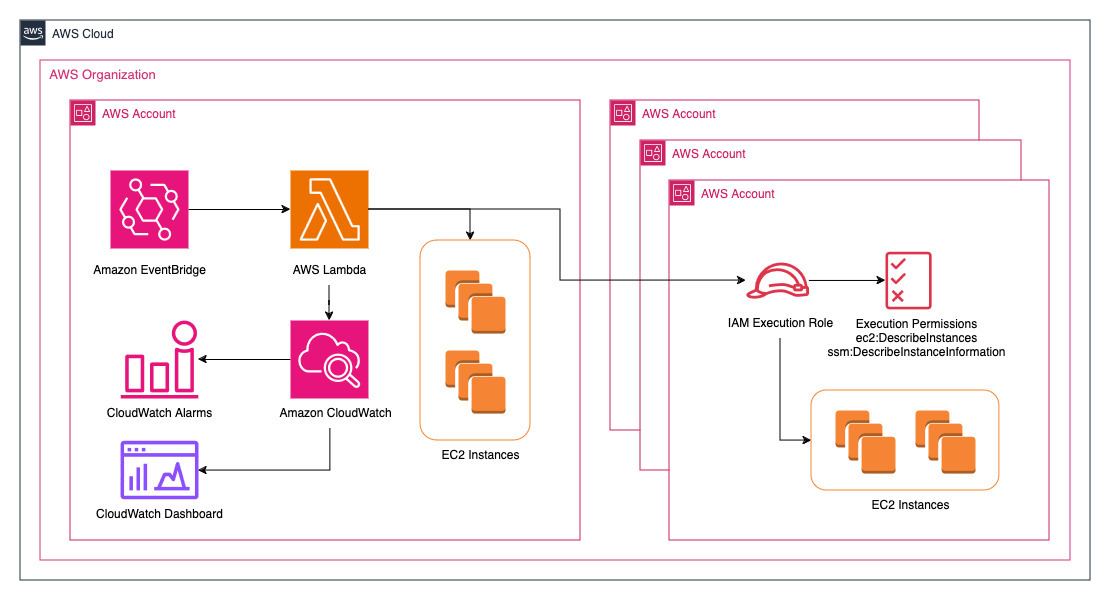 aws
AWS Cloud
AWS Organization
AWS Account
Amazon EventBridge
AWS Lambda
CloudWatch Alarms
Amazon CloudWatch
CloudWatch Dashboard
EC2 Instances
AWS Account
AWS Account
AWS Account
IAM Execution Role
Execution Permissions
ec2:DescribeInstances
ssm:DescribeInstanceInformation
EC2 Instances